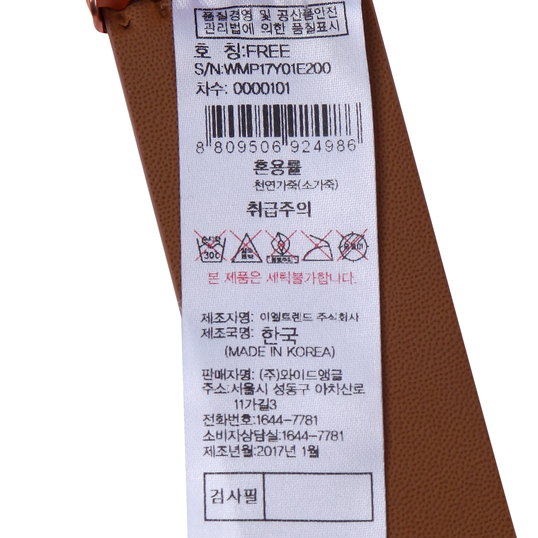 품질경영 및 공산품안전
관리법에 의한 품질표시
호 칭:FREE
S/N:WMP17Y01E200
차수: 0000101
8 809506 924986
혼용률
천연가죽(소가죽)
취급주의
본 제품은 세탁불가합니다.
제조자명: 이엘트렌드 주식회사
제조국명: 한국
(MADE IN KOREA)
판매자명: (주)와이드앵글
주소:서울시 성동구 아차산로
11가길3
전화번호:1644-7781
소비자상담실:1644-7781
제조년월:2017년 1월
검사필